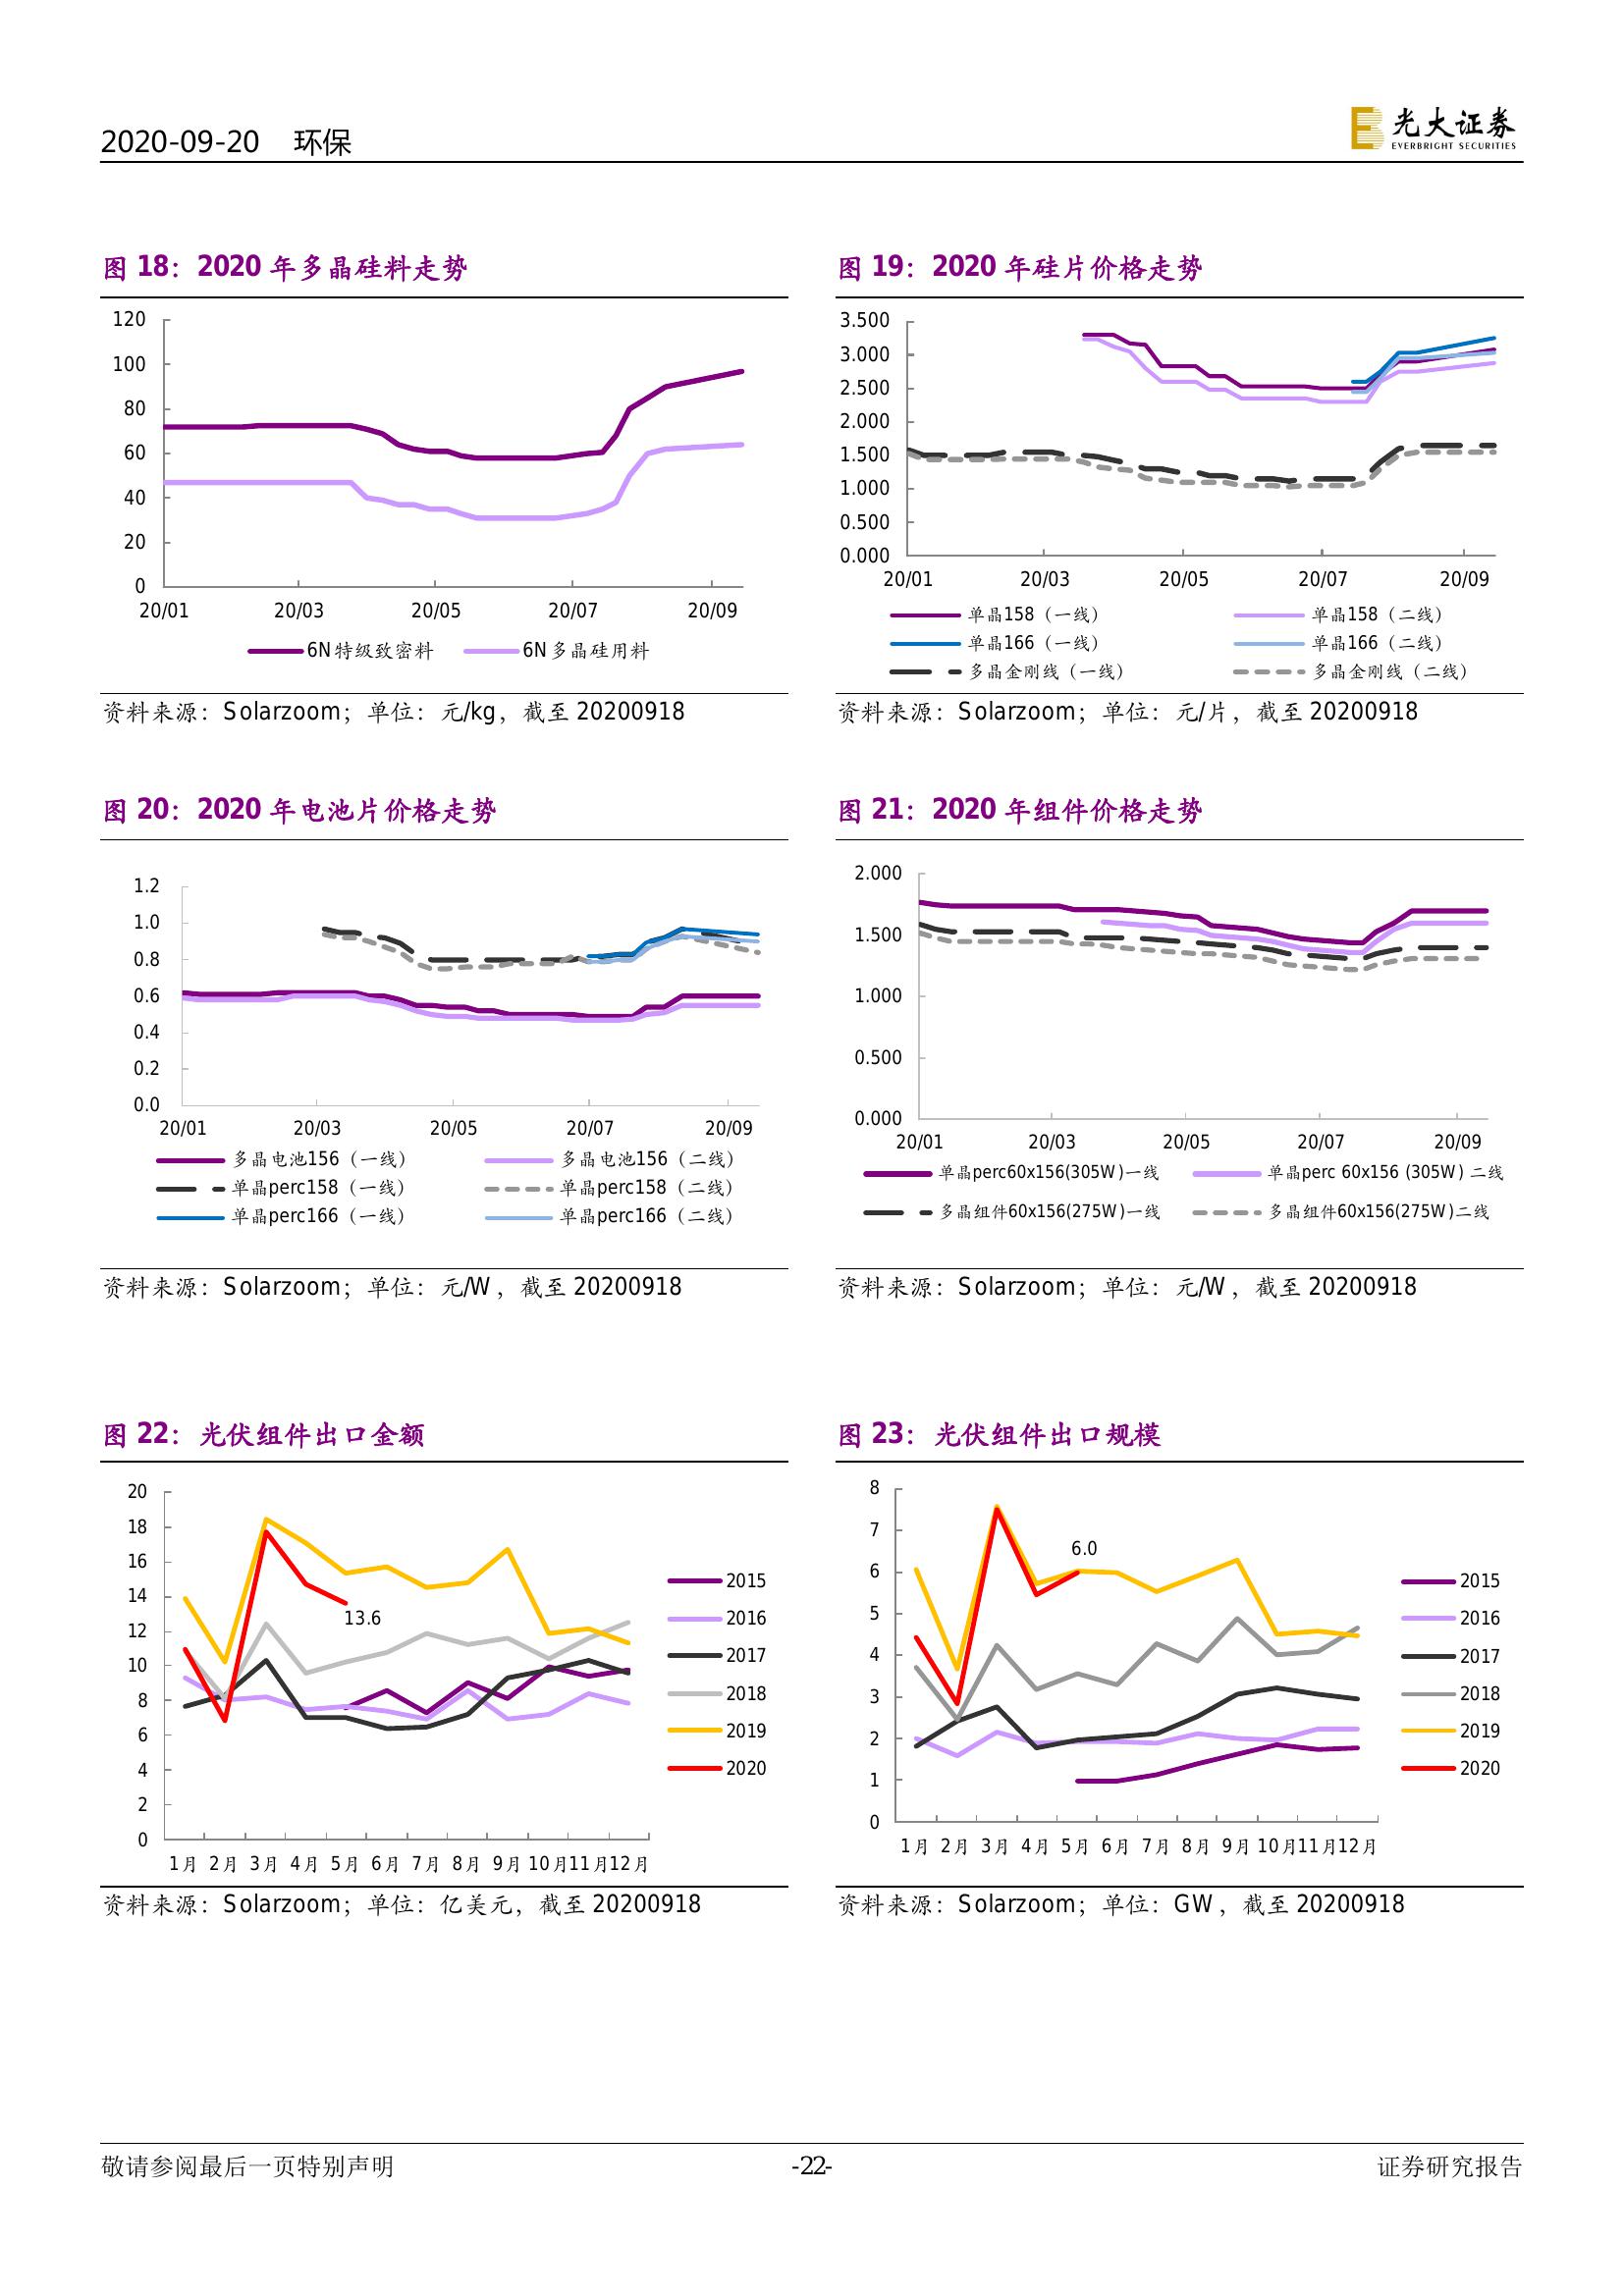 2020-09-20 环保
光大证券
EVERBRIGHT SECURITIES
图 18：2020 年多晶硅料走势
120
100
80
60
40
20
0
20/01 20/03 20/05 20/07 20/09
6N特级致密料 6N多晶硅用料
资料来源：Solarzoom；单位：元/kg，截至 20200918
图 19：2020 年硅片价格走势
3.500
3.000
2.500
2.000
1.500
1.000
0.500
0.000
20/01 20/03 20/05 20/07 20/09
单晶158（一线） 单晶158（二线）
单晶166（一线） 单晶166（二线）
多晶金刚线（一线） 多晶金刚线（二线）
资料来源：Solarzoom；单位：元/片，截至 20200918
图 20：2020 年电池片价格走势
1.2
1.0
0.8
0.6
0.4
0.2
0.0
20/01 20/03 20/05 20/07 20/09
多晶电池156（一线） 多晶电池156（二线）
单晶perc158（一线） 单晶perc158（二线）
单晶perc166（一线） 单晶perc166（二线）
资料来源：Solarzoom；单位：元/W，截至 20200918
图 21：2020 年组件价格走势
2.000
1.500
1.000
0.500
0.000
20/01 20/03 20/05 20/07 20/09
单晶perc60x156(305W)一线 单晶perc 60x156 (305W) 二线
多晶组件60x156(275W)一线 多晶组件60x156(275W)二线
资料来源：Solarzoom；单位：元/W，截至 20200918
图 22：光伏组件出口金额
20
18
16
14
12
10
8
6
4
2
0
13.6
1月 2月 3月 4月 5月 6月 7月 8月 9月 10月11月12月
2015
2016
2017
2018
2019
2020
资料来源：Solarzoom；单位：亿美元，截至 20200918
图 23：光伏组件出口规模
8
7
6
5
4
3
2
1
0
6.0
1月 2月 3月 4月 5月 6月 7月 8月 9月 10月11月12月
2015
2016
2017
2018
2019
2020
资料来源：Solarzoom；单位：GW，截至 20200918
敬请参阅最后一页特别声明 -22- 证券研究报告